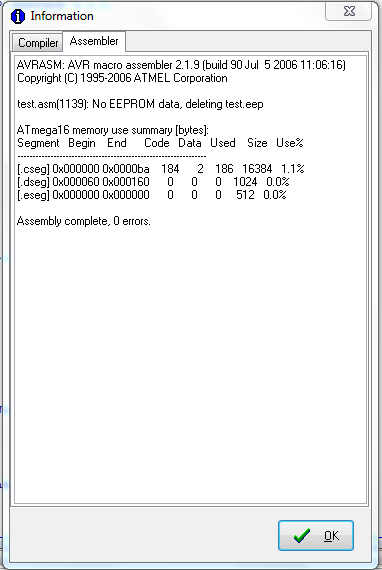 Information
Compiler Assembler
AVRASM: AVR macro assembler 2.1.9 (build 90 Jul  5 2006 11:06:16)
Copyright (C) 1995-2006 ATMEL Corporation
test.asm(1139): No EEPROM data, deleting test.eep
ATmega16 memory use summary [bytes]:
Segment   Begin    End      Code   Data   Used    Size   Use%
---------------------------------------------------------------
[.cseg] 0x000000 0x0000ba    184      2    186   16384   1.1%
[.dseg] 0x000060 0x000160      0      0      0    1024   0.0%
[.eseg] 0x000000 0x000000      0      0      0     512   0.0%
Assembly complete, 0 errors.
OK